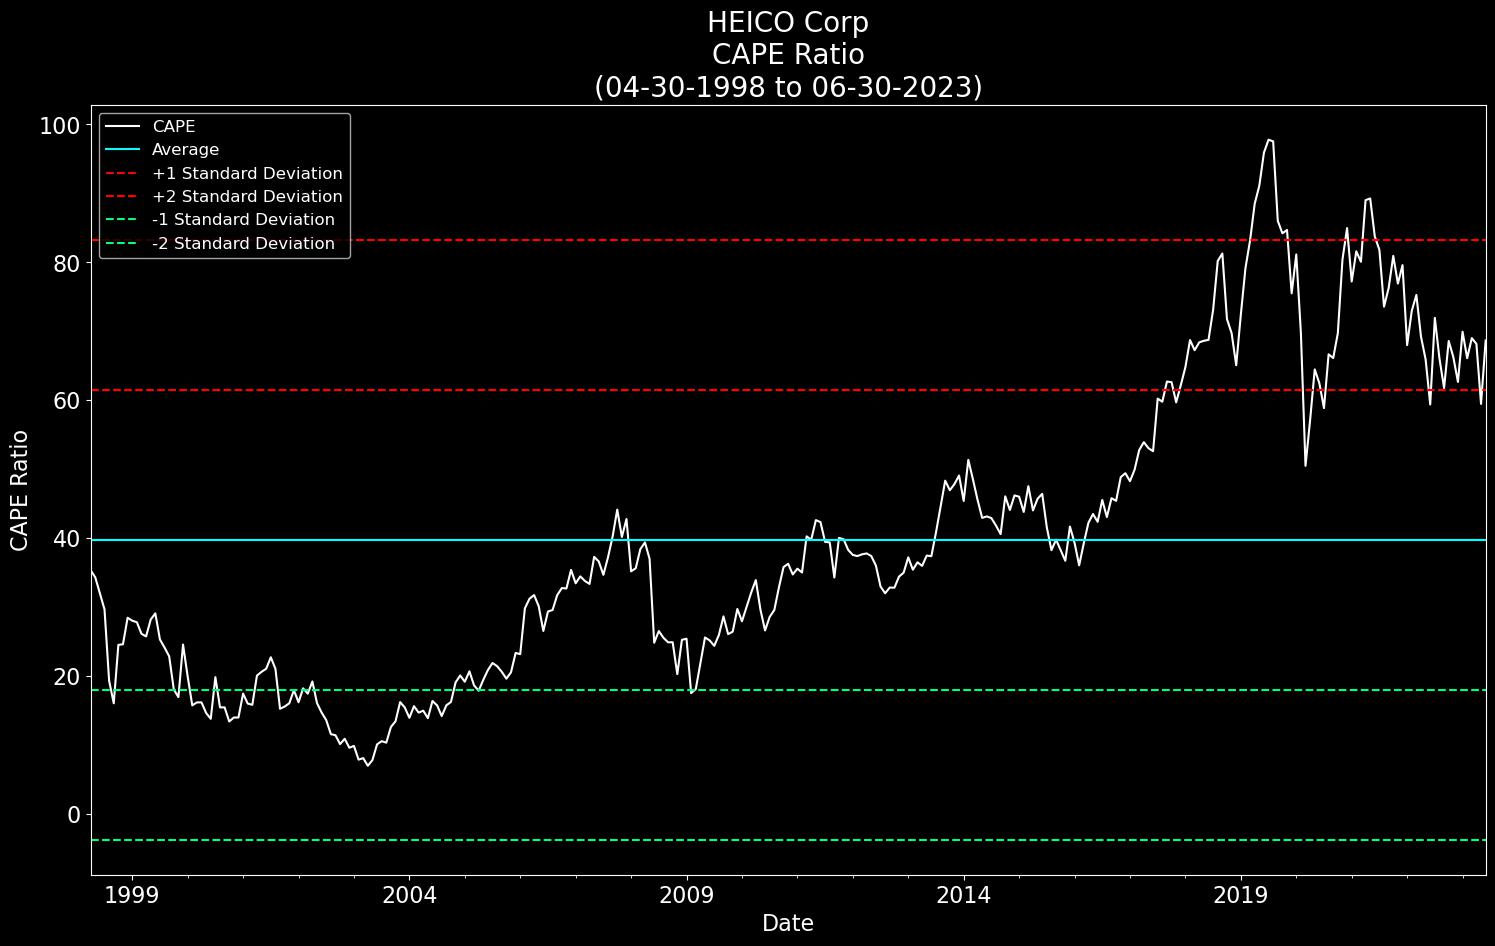 HEICO Corp
CAPE Ratio
(04-30-1998 to 06-30-2023)
100
80
60
40
20
0
CAPE Ratio
CAPE
Average
+1 Standard Deviation
+2 Standard Deviation
-1 Standard Deviation
-2 Standard Deviation
1999
2004
2009
2014
2019
Date